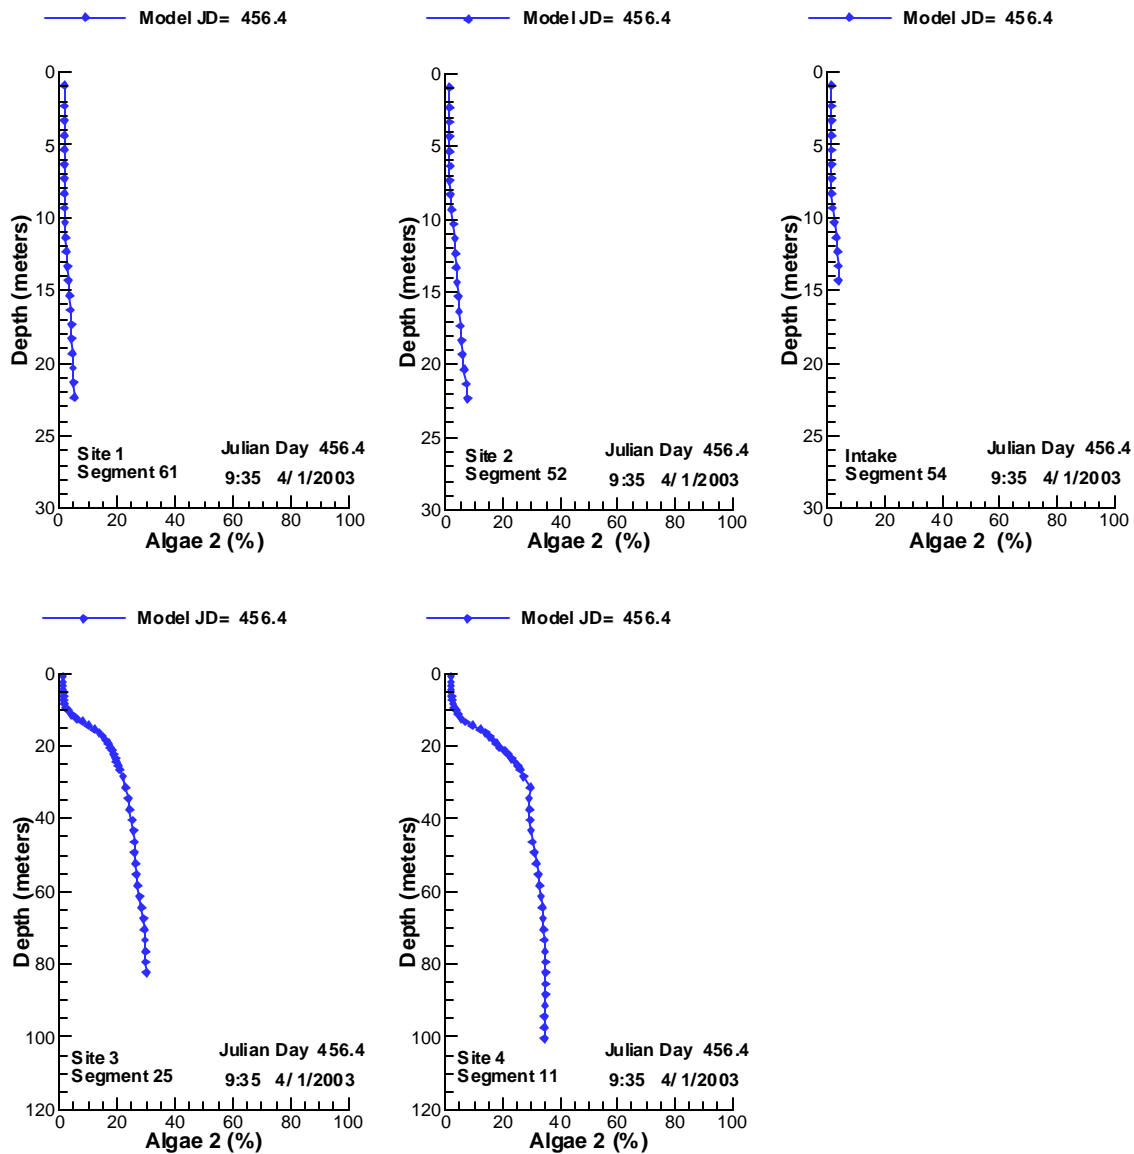 Model JD= 456.4
Model JD= 456.4
Model JD= 456.4
0
5
10
15
20
25
30
Depth (meters)
Site 1
Segment 61
Julian Day 456.4
9:35 4/ 1/2003
0 20 40 60 80 100
Algae 2 (%)
0
5
10
15
20
25
30
Depth (meters)
Site 2
Segment 52
Julian Day 456.4
9:35 4/ 1/2003
0 20 40 60 80 100
Algae 2 (%)
0
5
10
15
20
25
30
Depth (meters)
Intake
Segment 54
Julian Day 456.4
9:35 4/ 1/2003
0 20 40 60 80 100
Algae 2 (%)
Model JD= 456.4
Model JD= 456.4
0
20
40
60
80
100
120
Depth (meters)
Site 3
Segment 25
Julian Day 456.4
9:35 4/ 1/2003
0 20 40 60 80 100
Algae 2 (%)
0
20
40
60
80
100
120
Depth (meters)
Site 4
Segment 11
Julian Day 456.4
9:35 4/ 1/2003
0 20 40 60 80 100
Algae 2 (%)